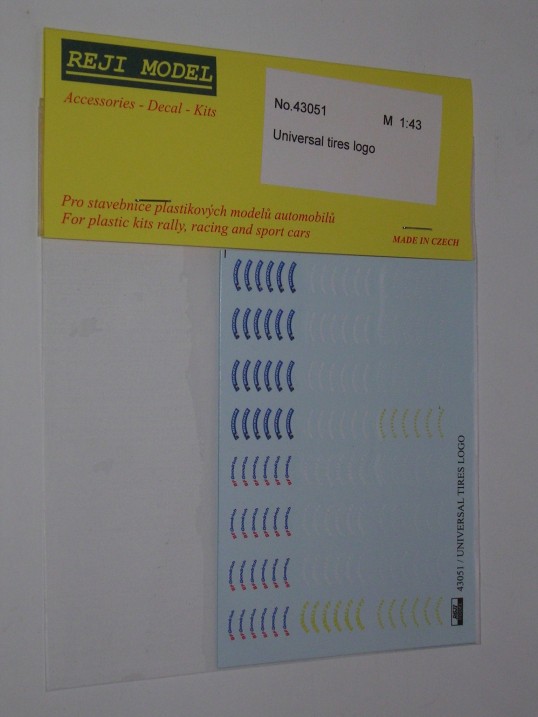 REJI MODEL
Accessories - Decal - Kits
No.43051
M 1:43
Universal tires logo
Pro stavebnice plastikových modelů automobilů
For plastic kits rally, racing and sport cars
MADE IN CZECH
43051 / UNIVERSAL TIRES LOGO